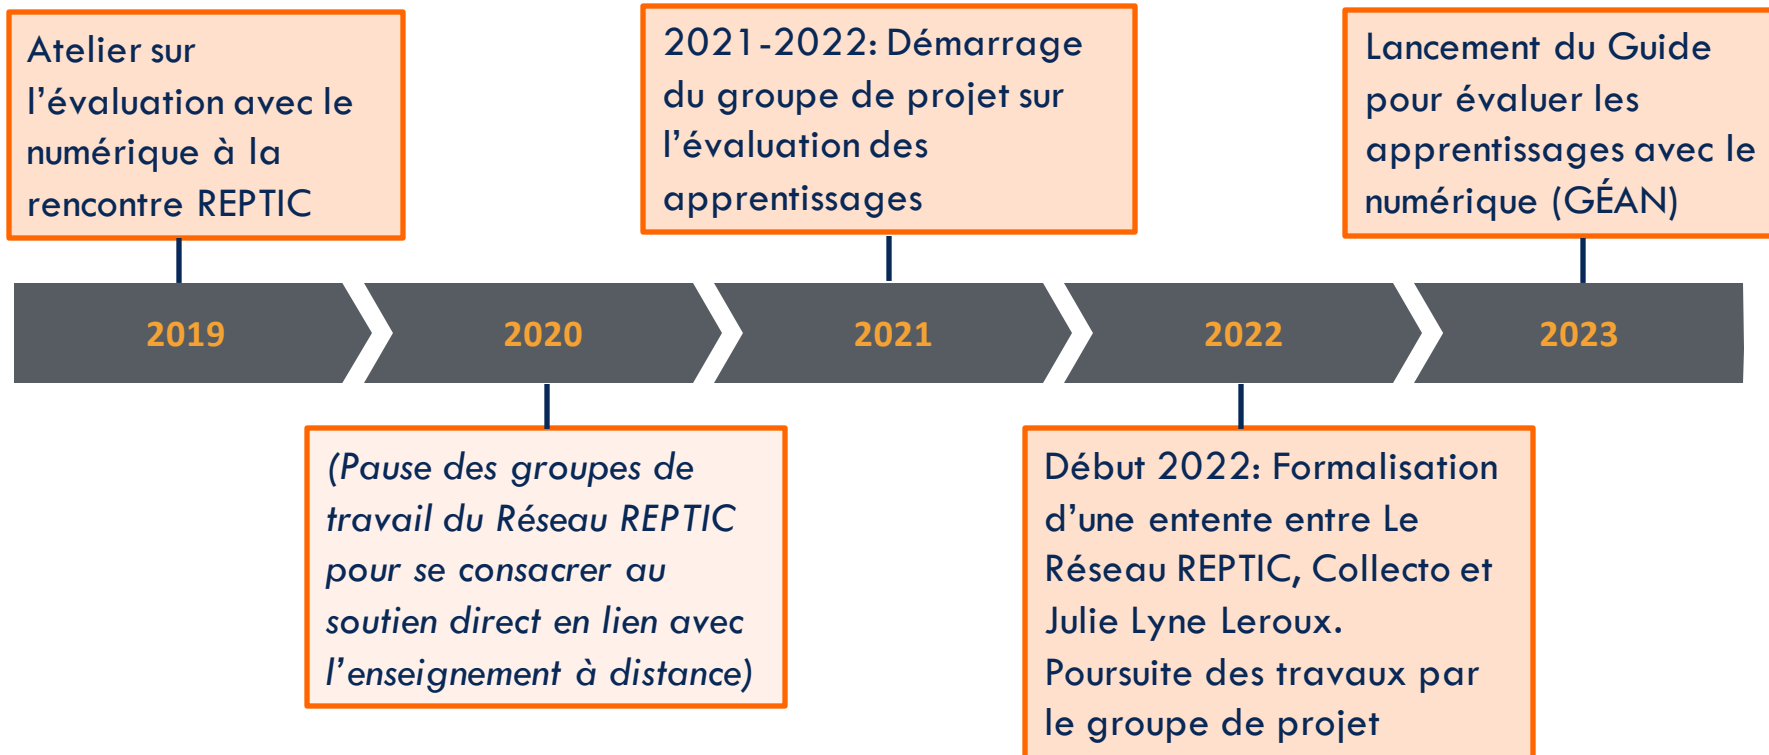 Atelier sur
l'évaluation avec le
numérique à la
rencontre REPTIC
2021-2022: Démarrage
du groupe de projet sur
l'évaluation des
apprentissages
Lancement du Guide
pour évaluer les
apprentissages avec le
numérique (GÉAN)
2019
2020
2021
2022
2023
(Pause des groupes de
travail du Réseau REPTIC
pour se consacrer au
soutien direct en lien avec
l'enseignement à distance)
Début 2022: Formalisation
d'une entente entre Le
Réseau REPTIC, Collecto et
Julie Lyne Leroux.
Poursuite des travaux par
le groupe de projet